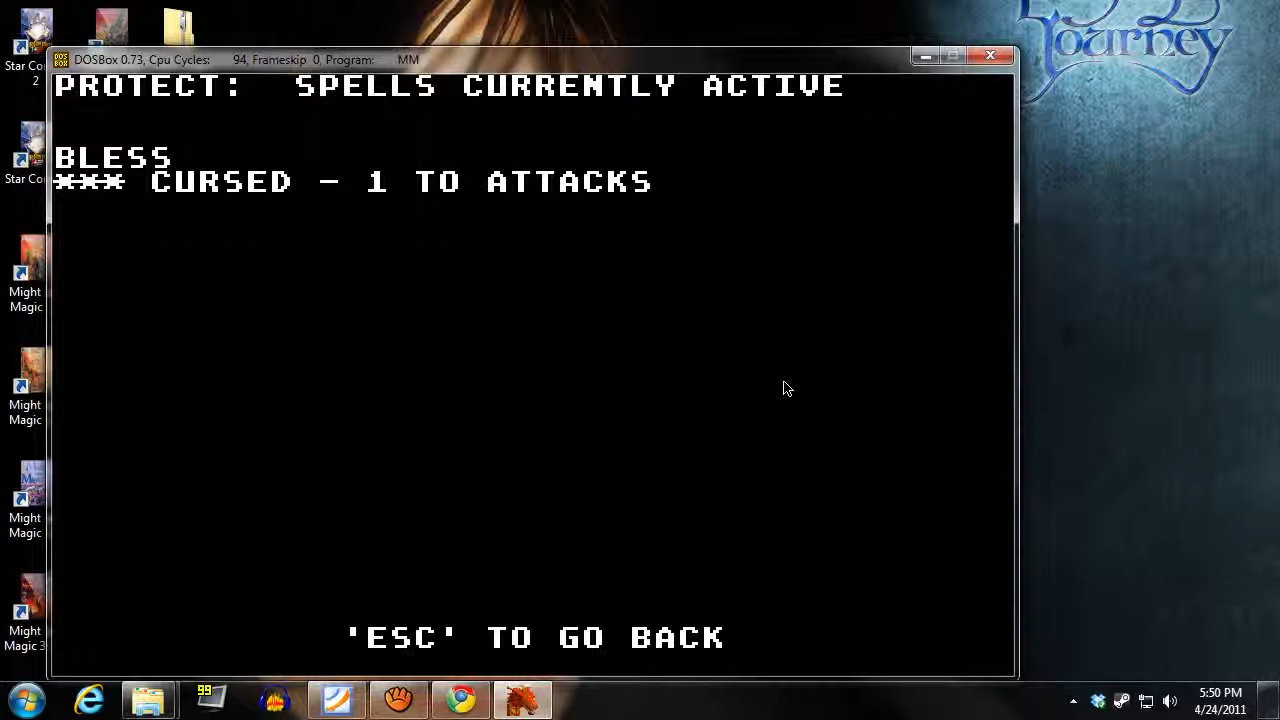 Journey
DOSBox 0.73, Cpu Cycles: 94, Frameskip 0, Program: MM
PROTECT: SPELLS CURRENTLY ACTIVE
BLESS
*** CURSED - 1 TO ATTACKS
'ESC' TO GO BACK
Star Co
2
Star Co
Might
Magic
Might
Magic
Might
Magic
Might
Magic 3
99
5:50 PM
4/24/2011